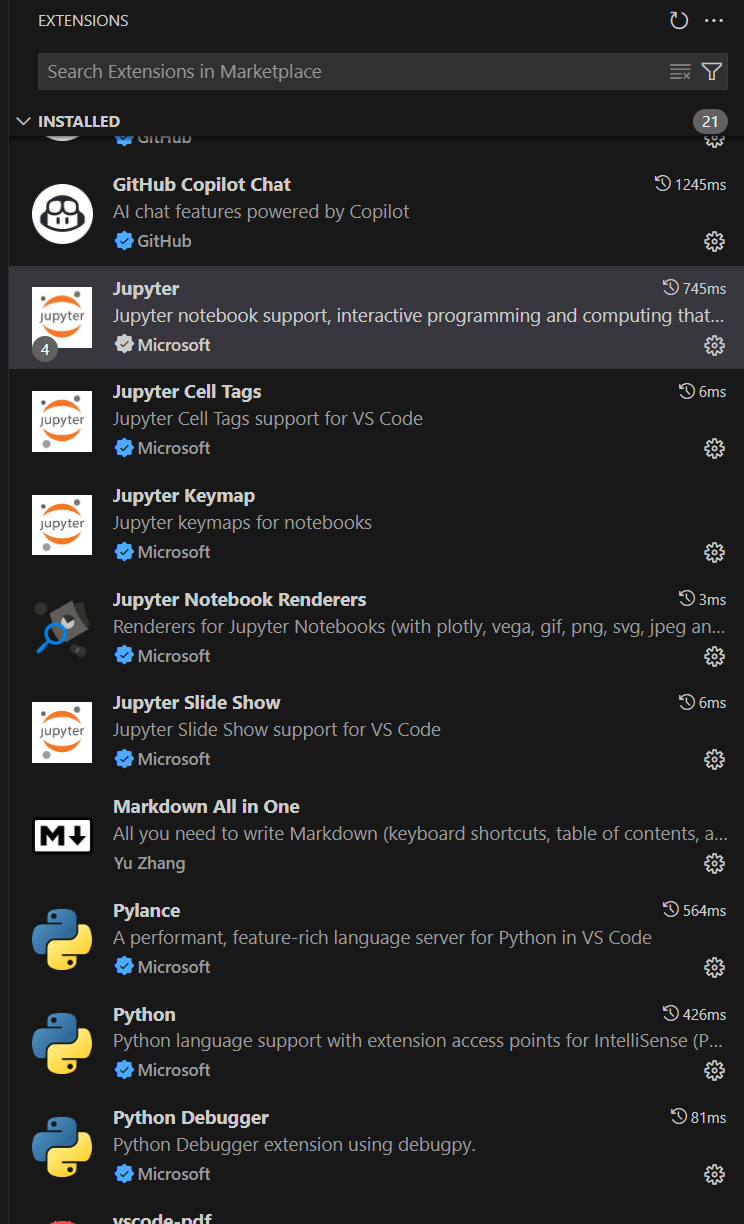 EXTENSIONS
Search Extensions in Marketplace
INSTALLED 21
GitHub
GitHub Copilot Chat 1245ms
AI chat features powered by Copilot
GitHub
Jupyter 745ms
Jupyter notebook support, interactive programming and computing that...
jupyter
4
Microsoft
Jupyter Cell Tags 6ms
Jupyter Cell Tags support for VS Code
jupyter
Microsoft
Jupyter Keymap
Jupyter keymaps for notebooks
jupyter
Microsoft
Jupyter Notebook Renderers 3ms
Renderers for Jupyter Notebooks (with plotly, vega, gif, png, svg, jpeg an...
Microsoft
Jupyter Slide Show 6ms
Jupyter Slide Show support for VS Code
jupyter
Microsoft
Markdown All in One
All you need to write Markdown (keyboard shortcuts, table of contents, a...
M
Yu Zhang
Pylance 564ms
A performant, feature-rich language server for Python in VS Code
Microsoft
Python 426ms
Python language support with extension access points for IntelliSense (P...
Microsoft
Python Debugger 81ms
Python Debugger extension using debugpy.
Microsoft
vscode-pdf